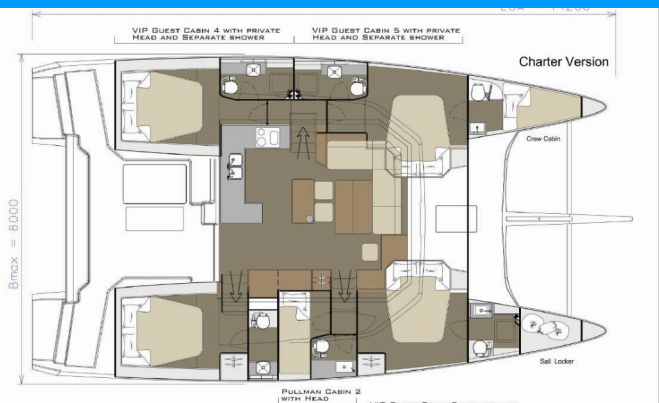 VIP Guest Cabin 4 with private
Head and Separate shower
VIP Guest Cabin 5 with private
Head and Separate shower
Charter Version
Crew Cabin
Bmax = 8000
Sail Locker
Pullman Cabin 2
with Head